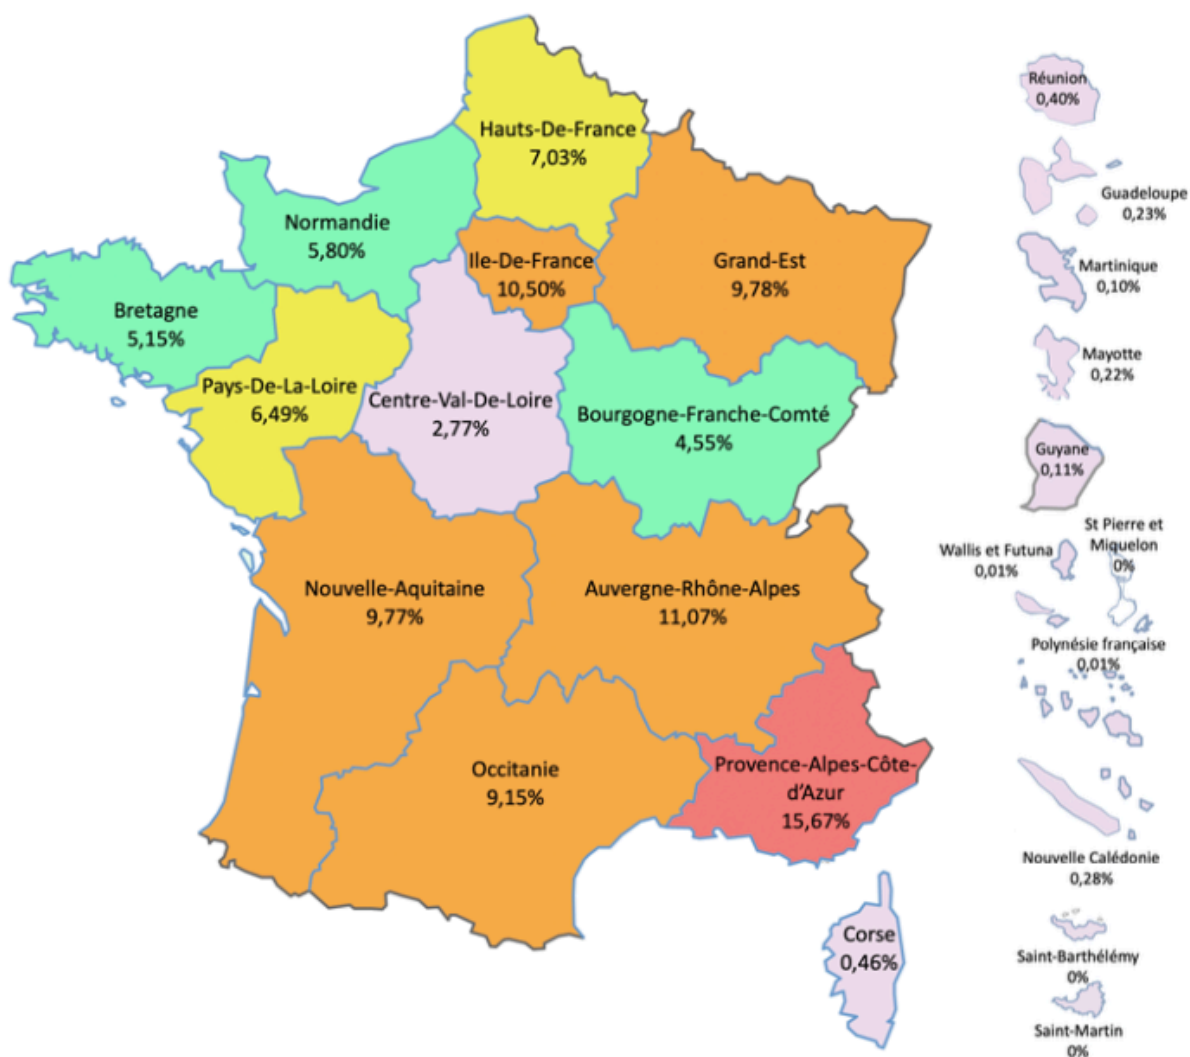 Hauts-De-France
7,03%
Normandie
5,80%
Ile-De-France
10,50%
Grand-Est
9,78%
Bretagne
5,15%
Pays-De-La-Loire
6,49%
Centre-Val-De-Loire
2,77%
Bourgogne-Franche-Comté
4,55%
Nouvelle-Aquitaine
9,77%
Auvergne-Rhône-Alpes
11,07%
Occitanie
9,15%
Provence-Alpes-Côte-
d'Azur
15,67%
Corse
0,46%
Réunion
0,40%
Guadeloupe
0,23%
Martinique
0,10%
Mayotte
0,22%
Guyane
0,11%
St Pierre et
Miquelon
0%
Wallis et Futuna
0,01%
Polynésie française
0,01%
Nouvelle Calédonie
0,28%
Saint-Barthélémy
0%
Saint-Martin
0%